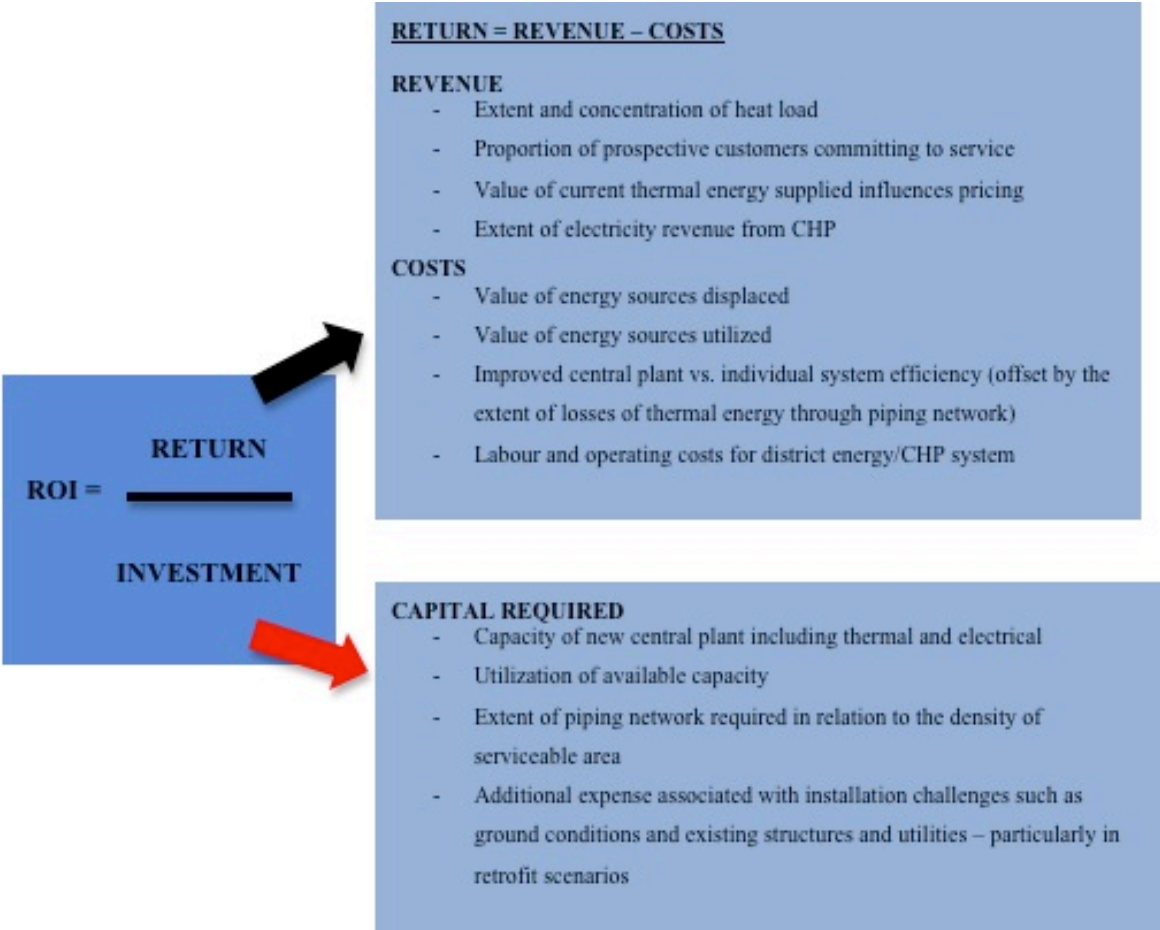 RETURN = REVENUE – COSTS
REVENUE
- Extent and concentration of heat load
- Proportion of prospective customers committing to service
- Value of current thermal energy supplied influences pricing
- Extent of electricity revenue from CHP
COSTS
- Value of energy sources displaced
- Value of energy sources utilized
- Improved central plant vs. individual system efficiency (offset by the
extent of losses of thermal energy through piping network)
- Labour and operating costs for district energy/CHP system
RETURN
ROI =
INVESTMENT
CAPITAL REQUIRED
- Capacity of new central plant including thermal and electrical
- Utilization of available capacity
- Extent of piping network required in relation to the density of
serviceable area
- Additional expense associated with installation challenges such as
ground conditions and existing structures and utilities – particularly in
retrofit scenarios